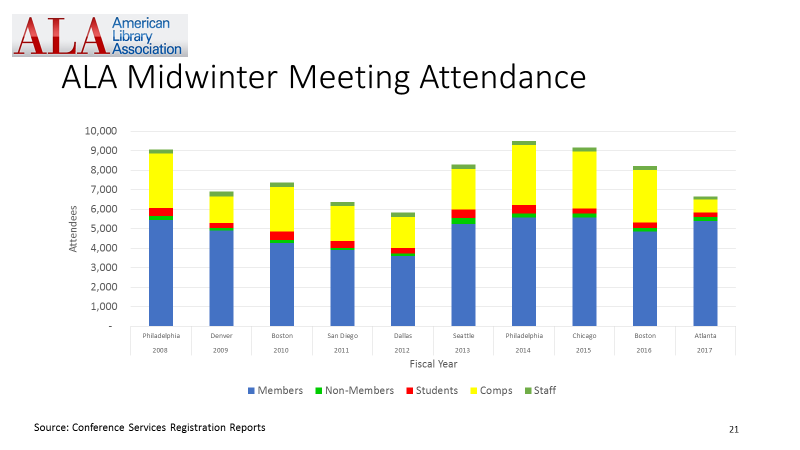 ALA American
Library
Association
ALA Midwinter Meeting Attendance
10,000
9,000
8,000
7,000
6,000
5,000
4,000
3,000
2,000
1,000
-
Attendees
Philadelphia Denver Boston San Diego Dallas Seattle Philadelphia Chicago Boston Atlanta
2008 2009 2010 2011 2012 2013 2014 2015 2016 2017
Fiscal Year
Members Non-Members Students Comps Staff
Source: Conference Services Registration Reports
21